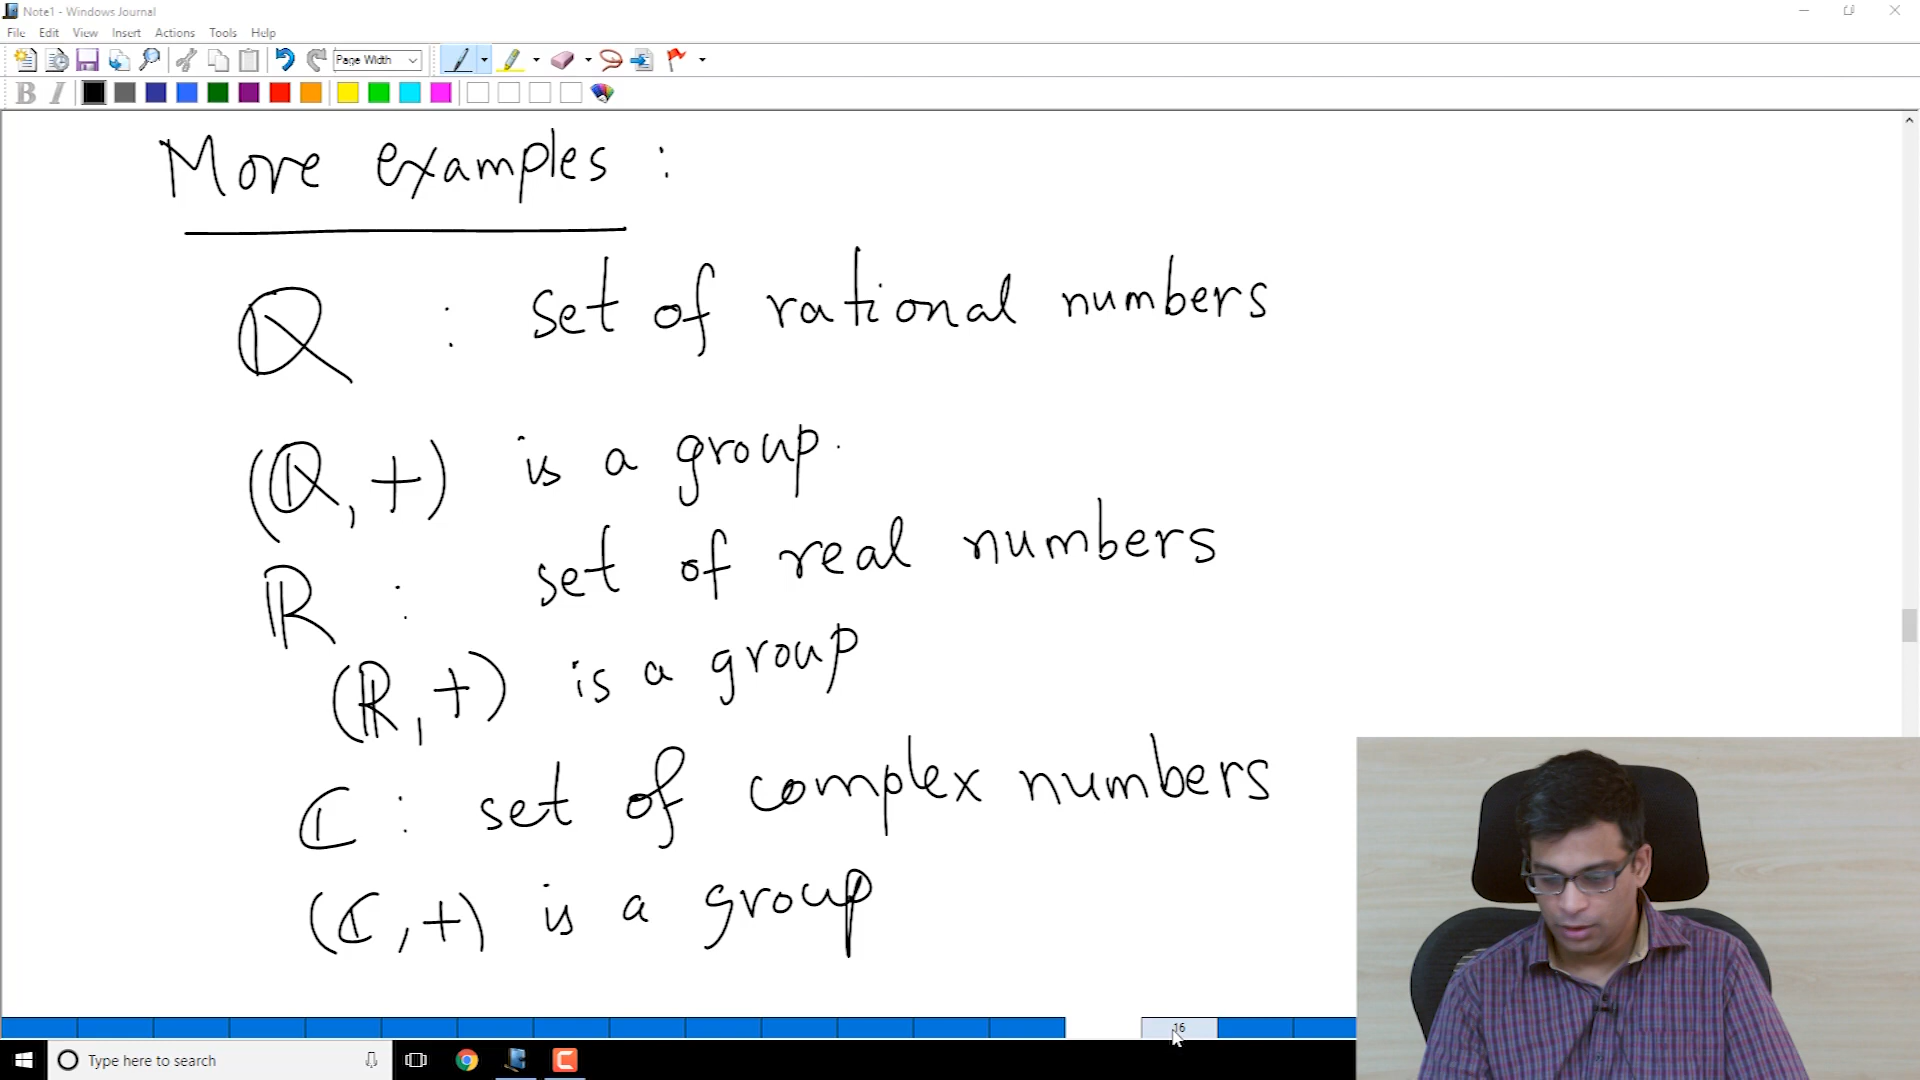 Note1 - Windows Journal
File Edit View Insert Actions Tools Help
Page Width
B I
More examples :
ℚ : set of rational numbers
(ℚ, +) is a group.
ℝ : set of real numbers
(ℝ, +) is a group
ℂ : set of complex numbers
(ℂ, +) is a group
16
Type here to search